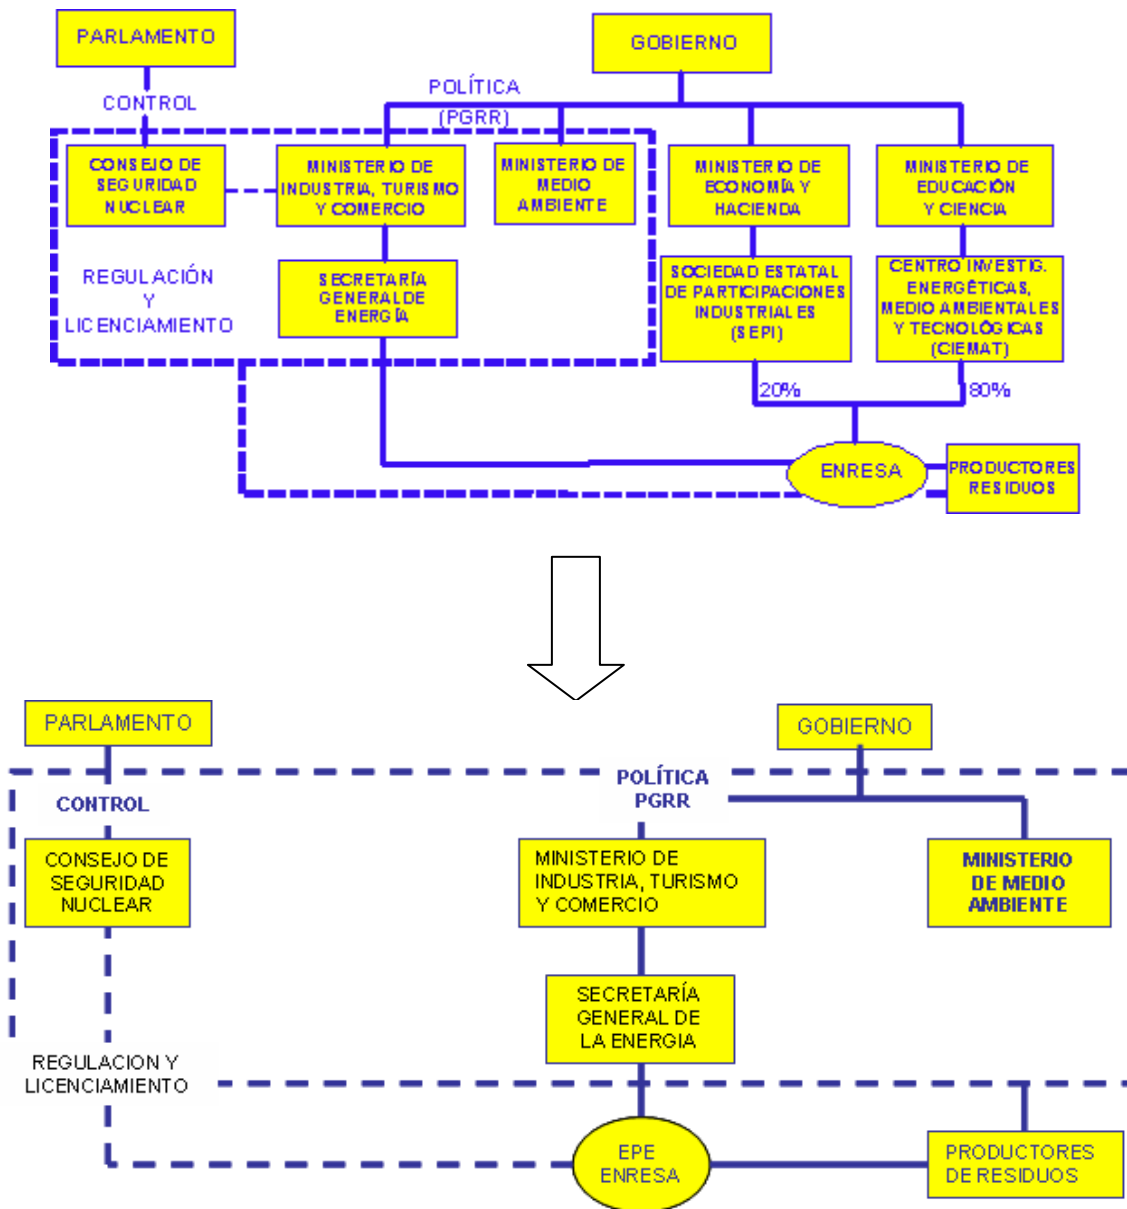 PARLAMENTO
GOBIERNO
CONTROL
POLÍTICA
(PGRR)
CONSEJO DE
SEGURIDAD
NUCLEAR
MINISTERIO DE
INDUSTRIA, TURISMO
Y COMERCIO
MINISTERIO DE
MEDIO
AMBIENTE
MINISTERIO DE
ECONOMÍA Y
HACIENDA
MINISTERIO DE
EDUCACIÓN
Y CIENCIA
REGULACIÓN
Y
LICENCIAMIENTO
SECRETARÍA
GENERAL DE
ENERGÍA
SOCIEDAD ESTATAL
DE PARTICIPACIONES
INDUSTRIALES
(SEPI)
CENTRO INVESTIG.
ENERGÉTICAS,
MEDIO AMBIENTALES
Y TECNOLÓGICAS
(CIEMAT)
20%
80%
ENRESA
PRODUCTORES
RESIDUOS
PARLAMENTO
GOBIERNO
CONTROL
POLÍTICA
PGRR
CONSEJO DE
SEGURIDAD
NUCLEAR
MINISTERIO DE
INDUSTRIA, TURISMO
Y COMERCIO
MINISTERIO
DE MEDIO
AMBIENTE
SECRETARÍA
GENERAL DE
LA ENERGIA
REGULACION Y
LICENCIAMIENTO
EPE
ENRESA
PRODUCTORES
DE RESIDUOS